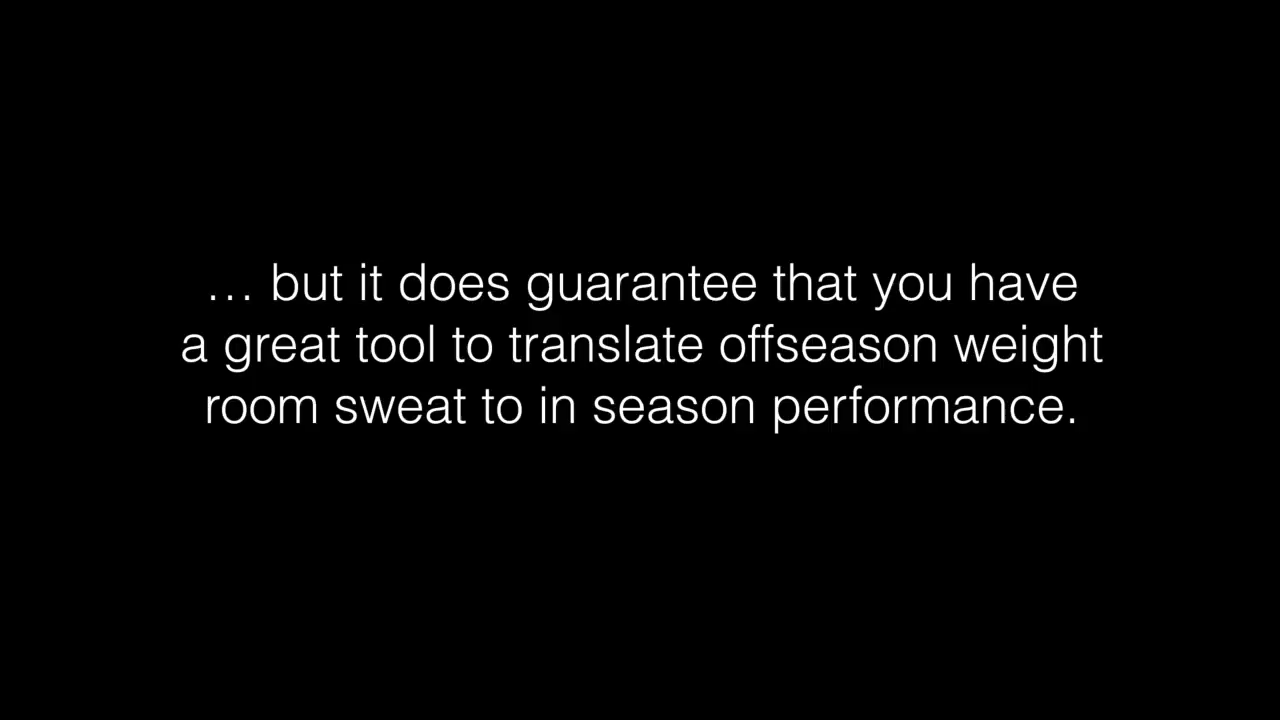 … but it does guarantee that you have
a great tool to translate offseason weight
room sweat to in season performance.